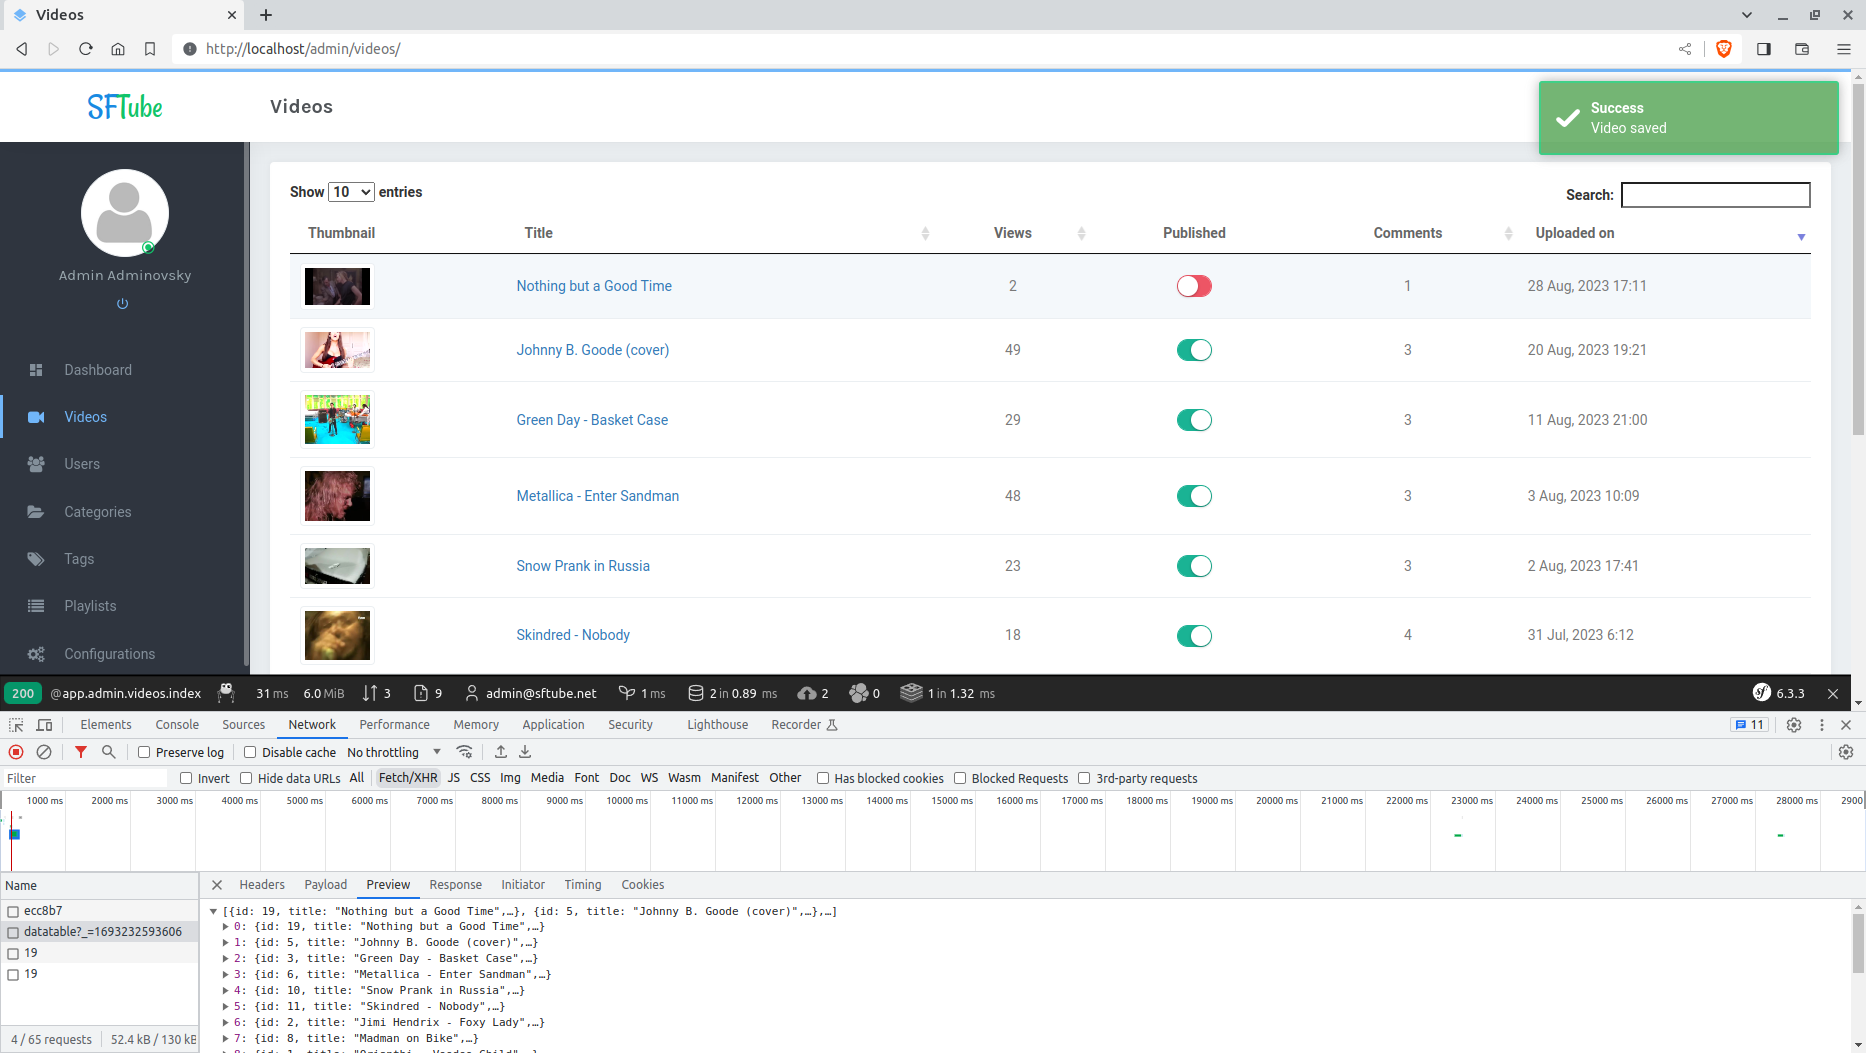 Videos
http://localhost/admin/videos/
SFTube
Videos
Success
Video saved
Admin Adminovsky
Dashboard
Videos
Users
Categories
Tags
Playlists
Configurations
Show 10 entries
Search:
Thumbnail Title Views Published Comments Uploaded on
Nothing but a Good Time 2 1 28 Aug, 2023 17:11
Johnny B. Goode (cover) 49 3 20 Aug, 2023 19:21
Green Day - Basket Case 29 3 11 Aug, 2023 21:00
Metallica - Enter Sandman 48 3 3 Aug, 2023 10:09
Snow Prank in Russia 23 3 2 Aug, 2023 17:41
Skindred - Nobody 18 4 31 Jul, 2023 6:12
200 @app.admin.videos.index 31 ms 6.0 MiB 3 9 admin@sftube.net 1 ms 2 in 0.89 ms 2 0 1 in 1.32 ms sf 6.3.3
Elements Console Sources Network Performance Memory Application Security Lighthouse Recorder 11
Preserve log Disable cache No throttling
Filter Invert Hide data URLs All Fetch/XHR JS CSS Img Media Font Doc WS Wasm Manifest Other Has blocked cookies Blocked Requests 3rd-party requests
1000 ms 2000 ms 3000 ms 4000 ms 5000 ms 6000 ms 7000 ms 8000 ms 9000 ms 10000 ms 11000 ms 12000 ms 13000 ms 14000 ms 15000 ms 16000 ms 17000 ms 18000 ms 19000 ms 20000 ms 21000 ms 22000 ms 23000 ms 24000 ms 25000 ms 26000 ms 27000 ms 28000 ms 2900
Name
ecc8b7
datatable?_=1693232593606
19
19
4 / 65 requests 52.4 kB / 130 kB
Headers Payload Preview Response Initiator Timing Cookies
[{id: 19, title: "Nothing but a Good Time",…}, {id: 5, title: "Johnny B. Goode (cover)",…},…]
0: {id: 19, title: "Nothing but a Good Time",…}
1: {id: 5, title: "Johnny B. Goode (cover)",…}
2: {id: 3, title: "Green Day - Basket Case",…}
3: {id: 6, title: "Metallica - Enter Sandman",…}
4: {id: 10, title: "Snow Prank in Russia",…}
5: {id: 11, title: "Skindred - Nobody",…}
6: {id: 2, title: "Jimi Hendrix - Foxy Lady",…}
7: {id: 8, title: "Madman on Bike",…}